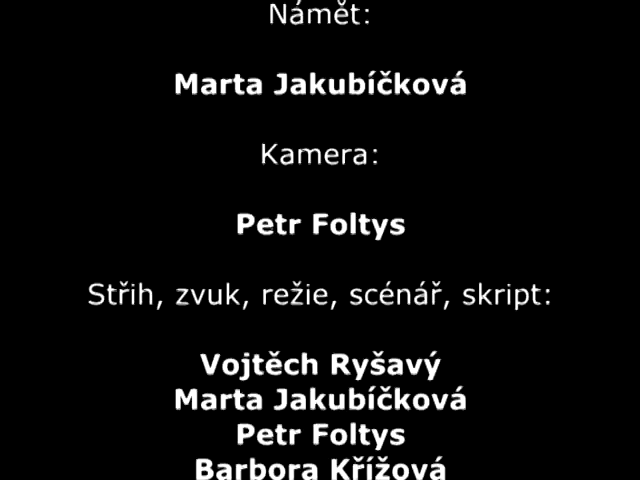 Námět:
Marta Jakubíčková
Kamera:
Petr Foltys
Střih, zvuk, režie, scénář, skript:
Vojtěch Ryšavý
Marta Jakubíčková
Petr Foltys
Barbora Křížová